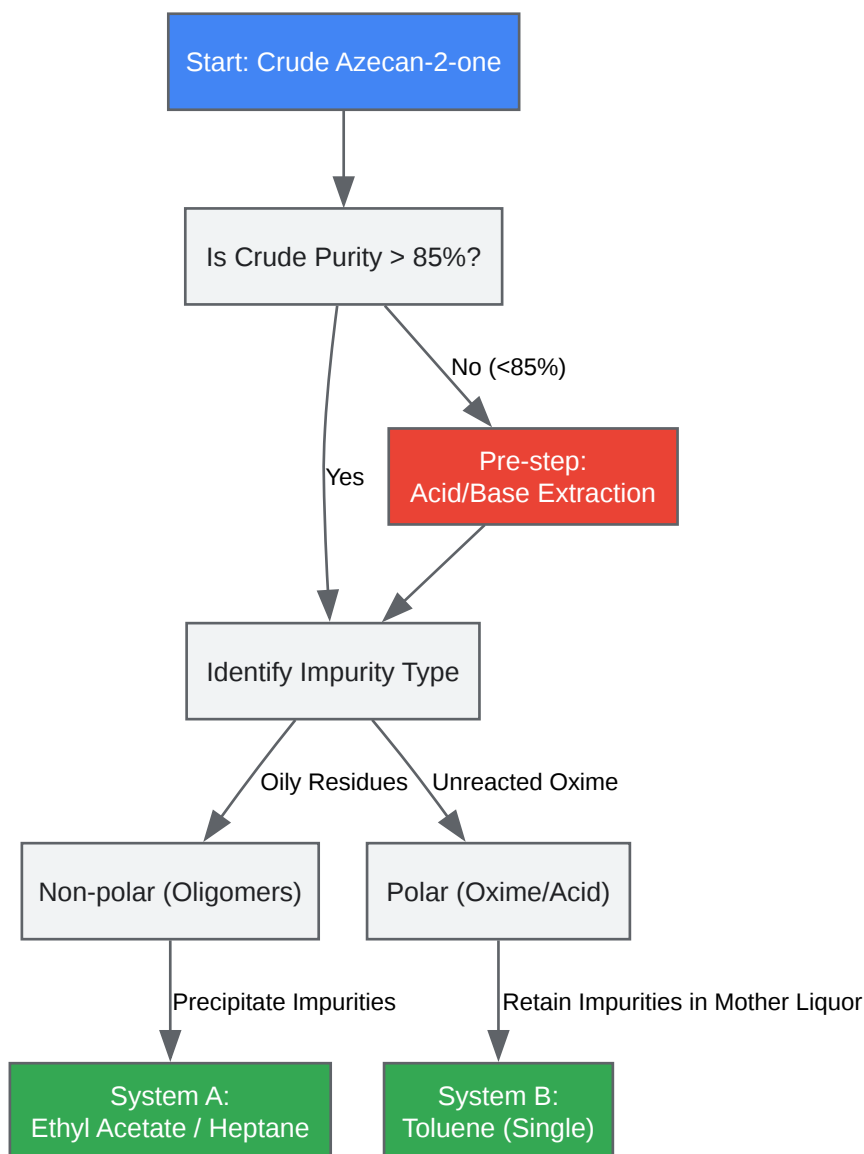 Start: Crude Azecan-2-one
Is Crude Purity > 85%?
No (<85%)
Pre-step:
Acid/Base Extraction
Yes
Identify Impurity Type
Oily Residues
Unreacted Oxime
Non-polar (Oligomers)
Polar (Oxime/Acid)
Precipitate Impurities
Retain Impurities in Mother Liquor
System A:
Ethyl Acetate / Heptane
System B:
Toluene (Single)